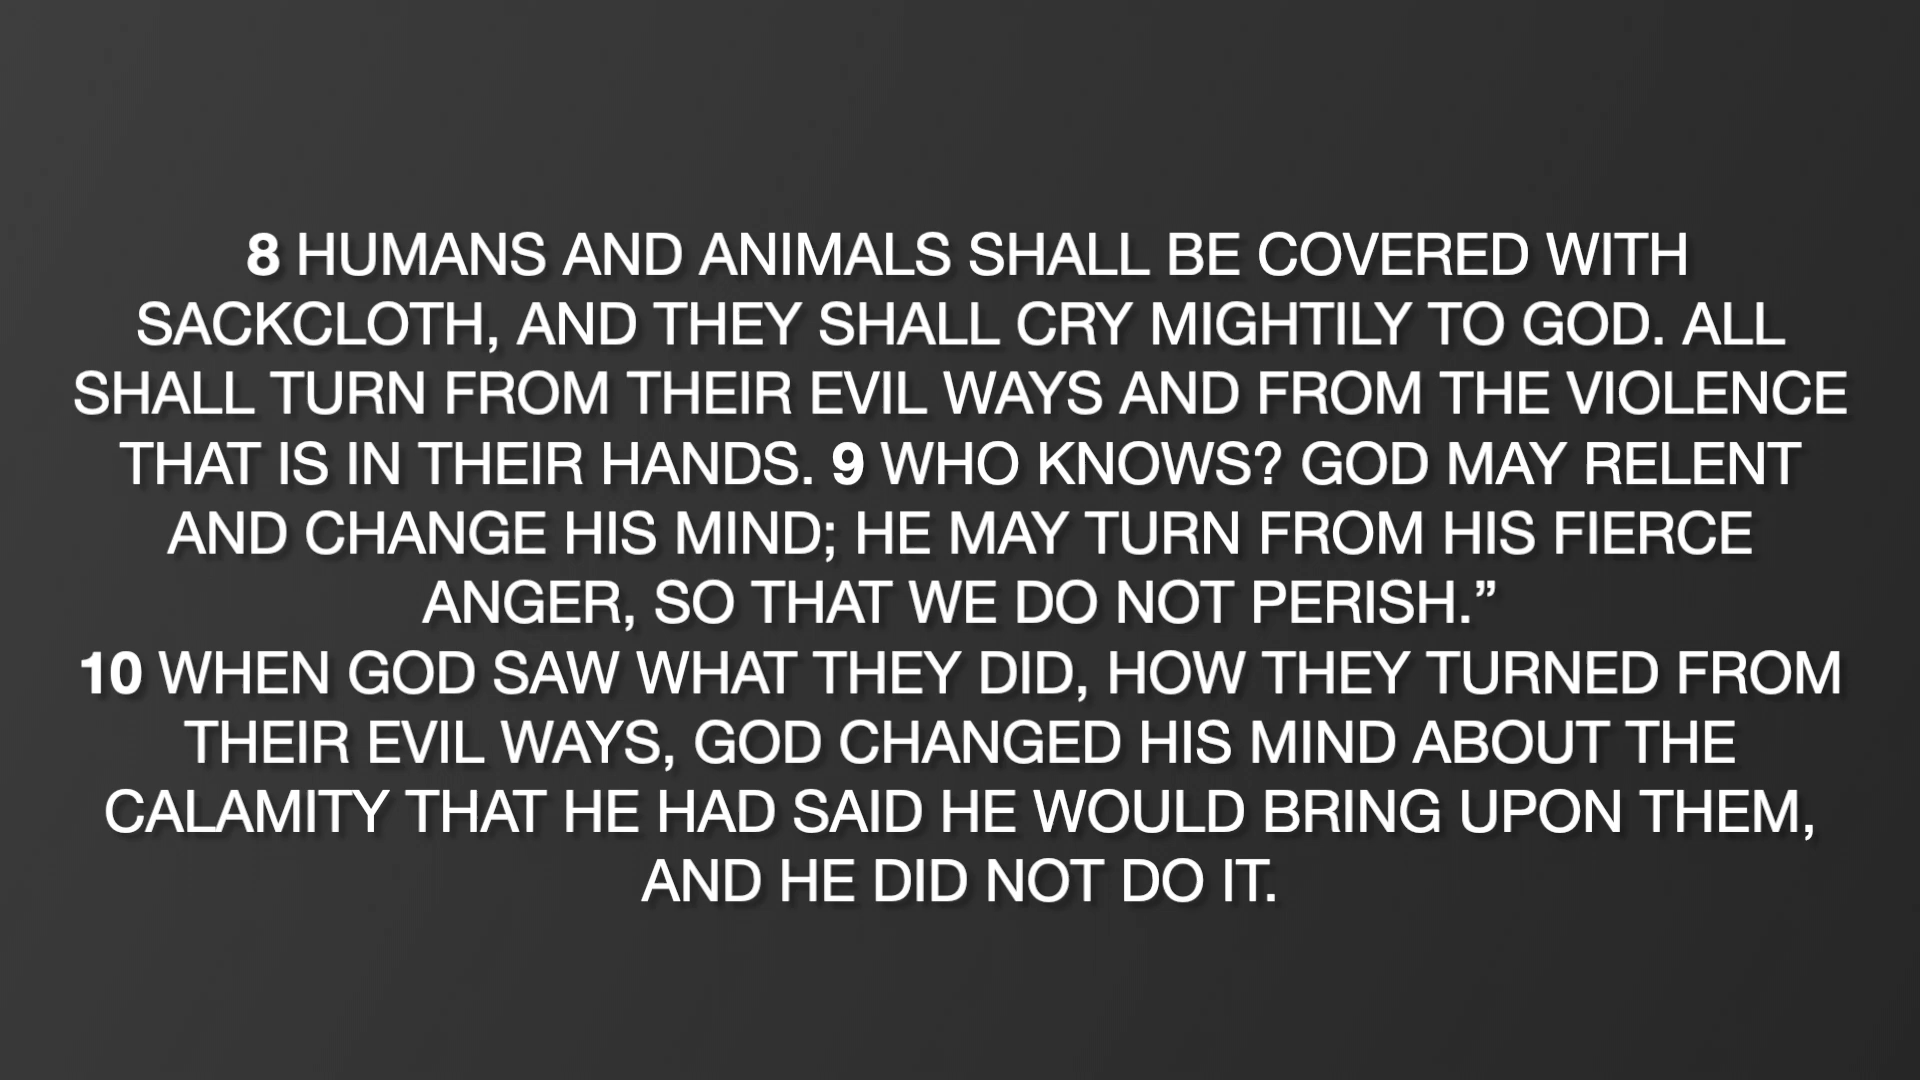 8 HUMANS AND ANIMALS SHALL BE COVERED WITH
SACKCLOTH, AND THEY SHALL CRY MIGHTILY TO GOD. ALL
SHALL TURN FROM THEIR EVIL WAYS AND FROM THE VIOLENCE
THAT IS IN THEIR HANDS. 9 WHO KNOWS? GOD MAY RELENT
AND CHANGE HIS MIND; HE MAY TURN FROM HIS FIERCE
ANGER, SO THAT WE DO NOT PERISH.”
10 WHEN GOD SAW WHAT THEY DID, HOW THEY TURNED FROM
THEIR EVIL WAYS, GOD CHANGED HIS MIND ABOUT THE
CALAMITY THAT HE HAD SAID HE WOULD BRING UPON THEM,
AND HE DID NOT DO IT.